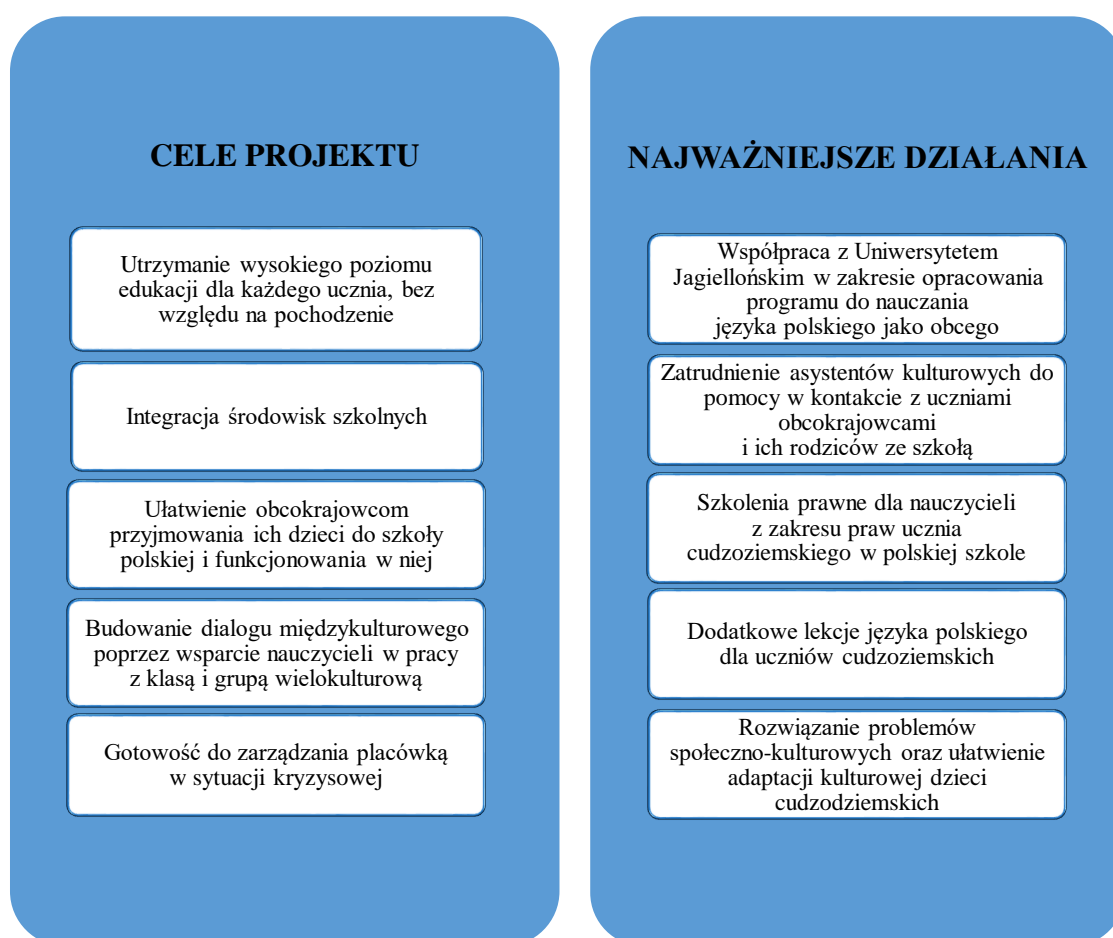 CELE PROJEKTU
Utrzymanie wysokiego poziomu
edukacji dla każdego ucznia, bez
względu na pochodzenie
Integracja środowisk szkolnych
Ułatwienie obcokrajowcom
przyjmowania ich dzieci do szkoły
polskiej i funkcjonowania w niej
Budowanie dialogu międzykulturowego
poprzez wsparcie nauczycieli w pracy
z klasą i grupą wielokulturową
Gotowość do zarządzania placówką
w sytuacji kryzysowej
NAJWAŻNIEJSZE DZIAŁANIA
Współpraca z Uniwersytetem
Jagiellońskim w zakresie opracowania
programu do nauczania
języka polskiego jako obcego
Zatrudnienie asystentów kulturowych do
pomocy w kontakcie z uczniami
obcokrajowcami
i ich rodziców ze szkołą
Szkolenia prawne dla nauczycieli
z zakresu praw ucznia
cudzoziemskiego w polskiej szkole
Dodatkowe lekcje języka polskiego
dla uczniów cudzoziemskich
Rozwiązanie problemów
społeczno-kulturowych oraz ułatwienie
adaptacji kulturowej dzieci
cudzodziemskich